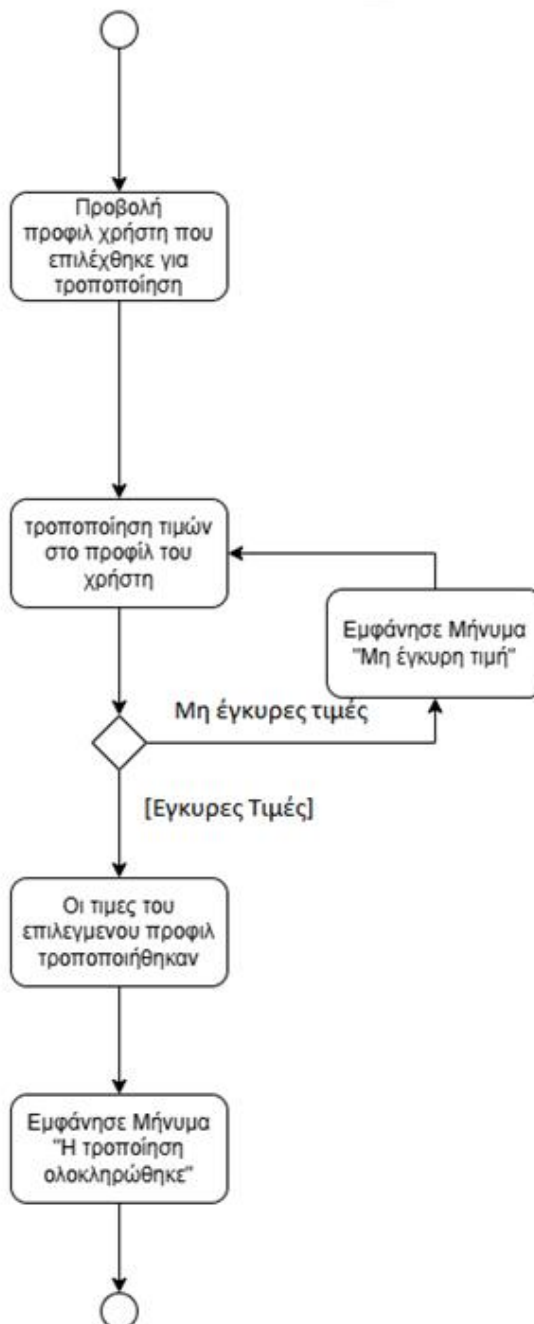 Προβολή
προφιλ χρήστη που
επιλέχθηκε για
τροποποίηση
τροποποίηση τιμών
στο προφίλ του
χρήστη
Εμφάνησε Μήνυμα
"Μη έγκυρη τιμή"
Μη έγκυρες τιμές
[Εγκυρες Τιμές]
Οι τιμες του
επιλεγμενου προφιλ
τροποποιήθηκαν
Εμφάνησε Μήνυμα
"Η τροποίηση
ολοκληρώθηκε"